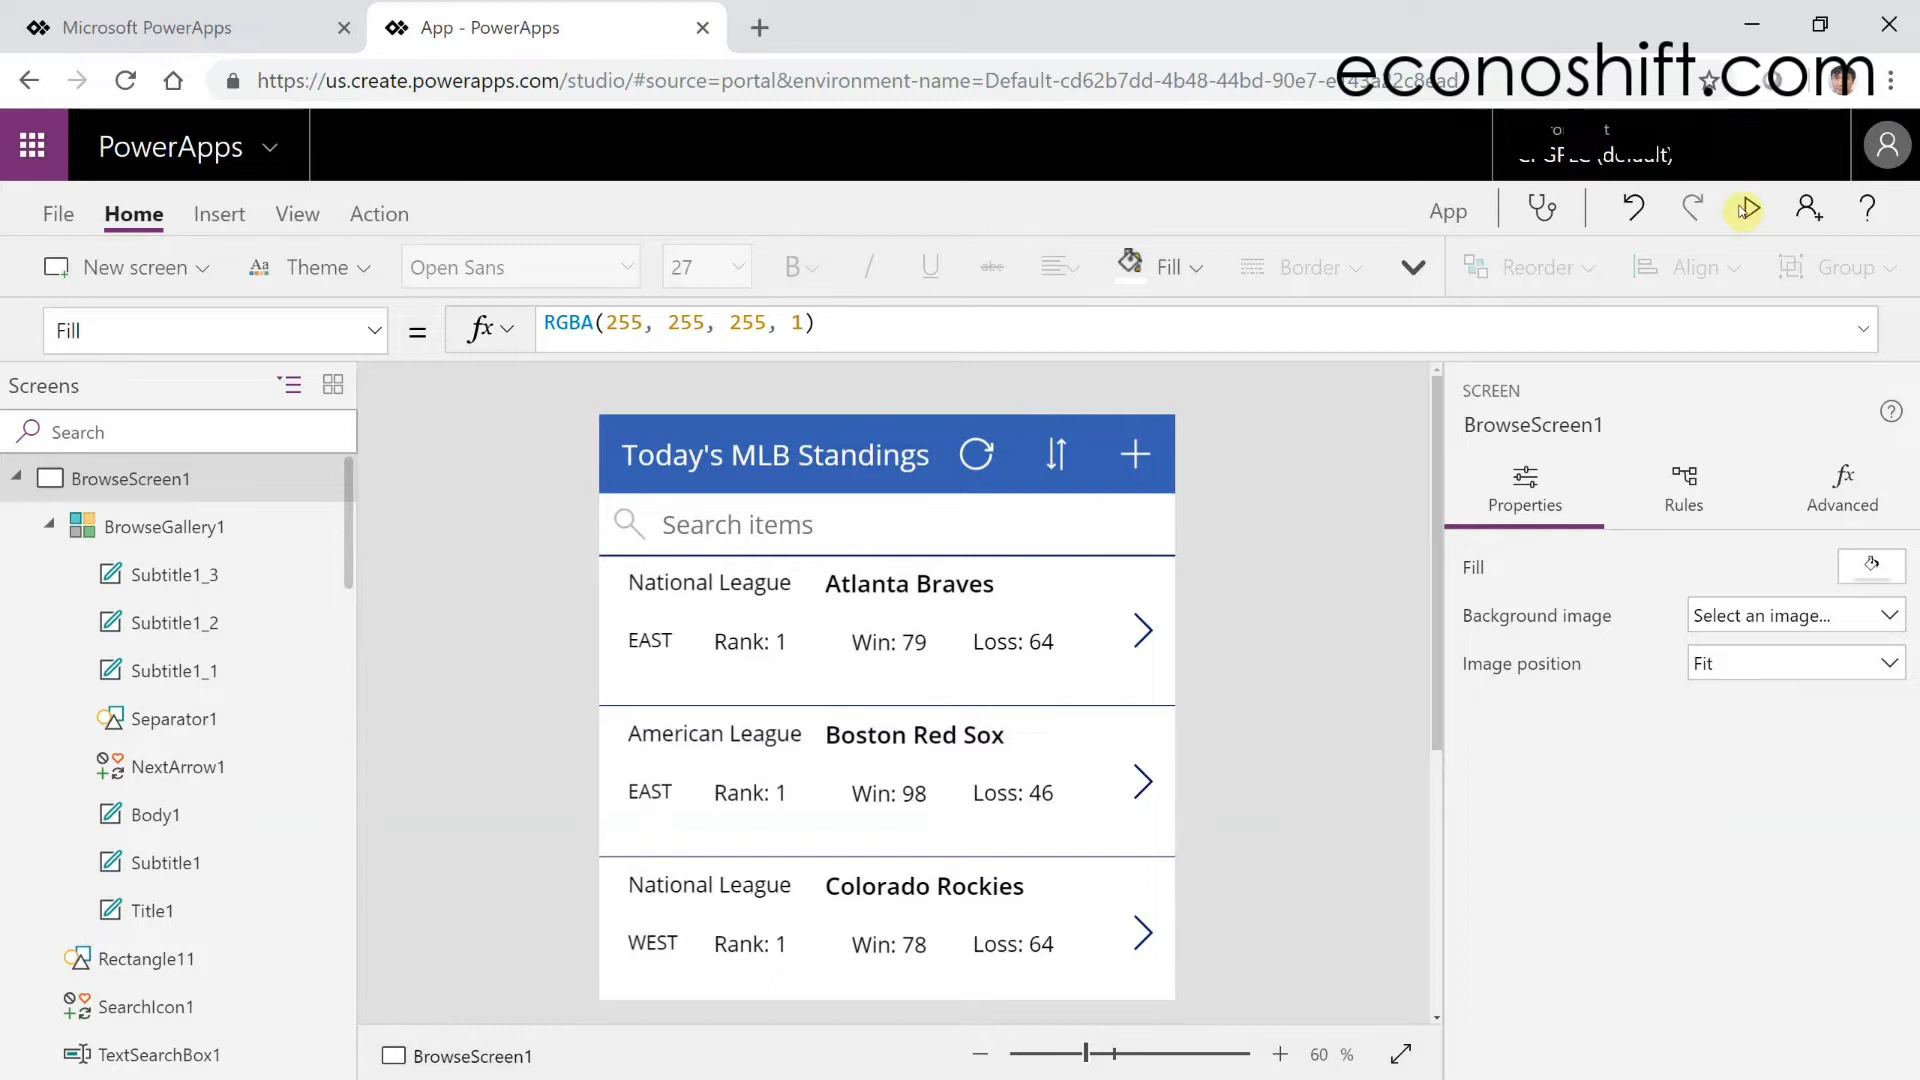 Microsoft PowerApps
App - PowerApps
https://us.create.powerapps.com/studio/#source=portal&environment-name=Default-cd62b7dd-4b48-44bd-90e7-
econoshift.com
PowerApps
(default)
File Home Insert View Action
App
New screen
Theme
Open Sans
27
B / U abc
Fill
Border
Reorder
Align
Group
Fill
=
fx
RGBA(255, 255, 255, 1)
Screens
Search
BrowseScreen1
BrowseGallery1
Subtitle1_3
Subtitle1_2
Subtitle1_1
Separator1
NextArrow1
Body1
Subtitle1
Title1
Rectangle11
SearchIcon1
TextSearchBox1
Today's MLB Standings
Search items
National League Atlanta Braves
EAST Rank: 1 Win: 79 Loss: 64
American League Boston Red Sox
EAST Rank: 1 Win: 98 Loss: 46
National League Colorado Rockies
WEST Rank: 1 Win: 78 Loss: 64
BrowseScreen1
60 %
SCREEN
BrowseScreen1
Properties
Rules
fx
Advanced
Fill
Background image
Select an image...
Image position
Fit